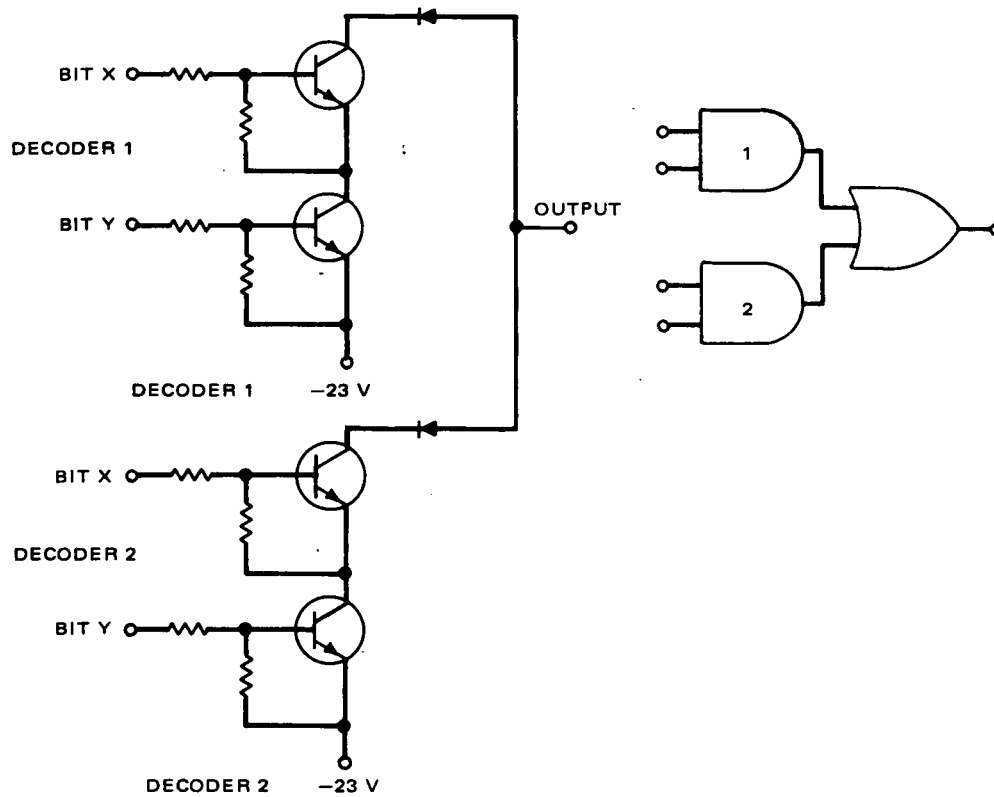 BIT X
DECODER 1
BIT Y
OUTPUT
1
2
DECODER 1 −23 V
BIT X
DECODER 2
BIT Y
DECODER 2 −23 V